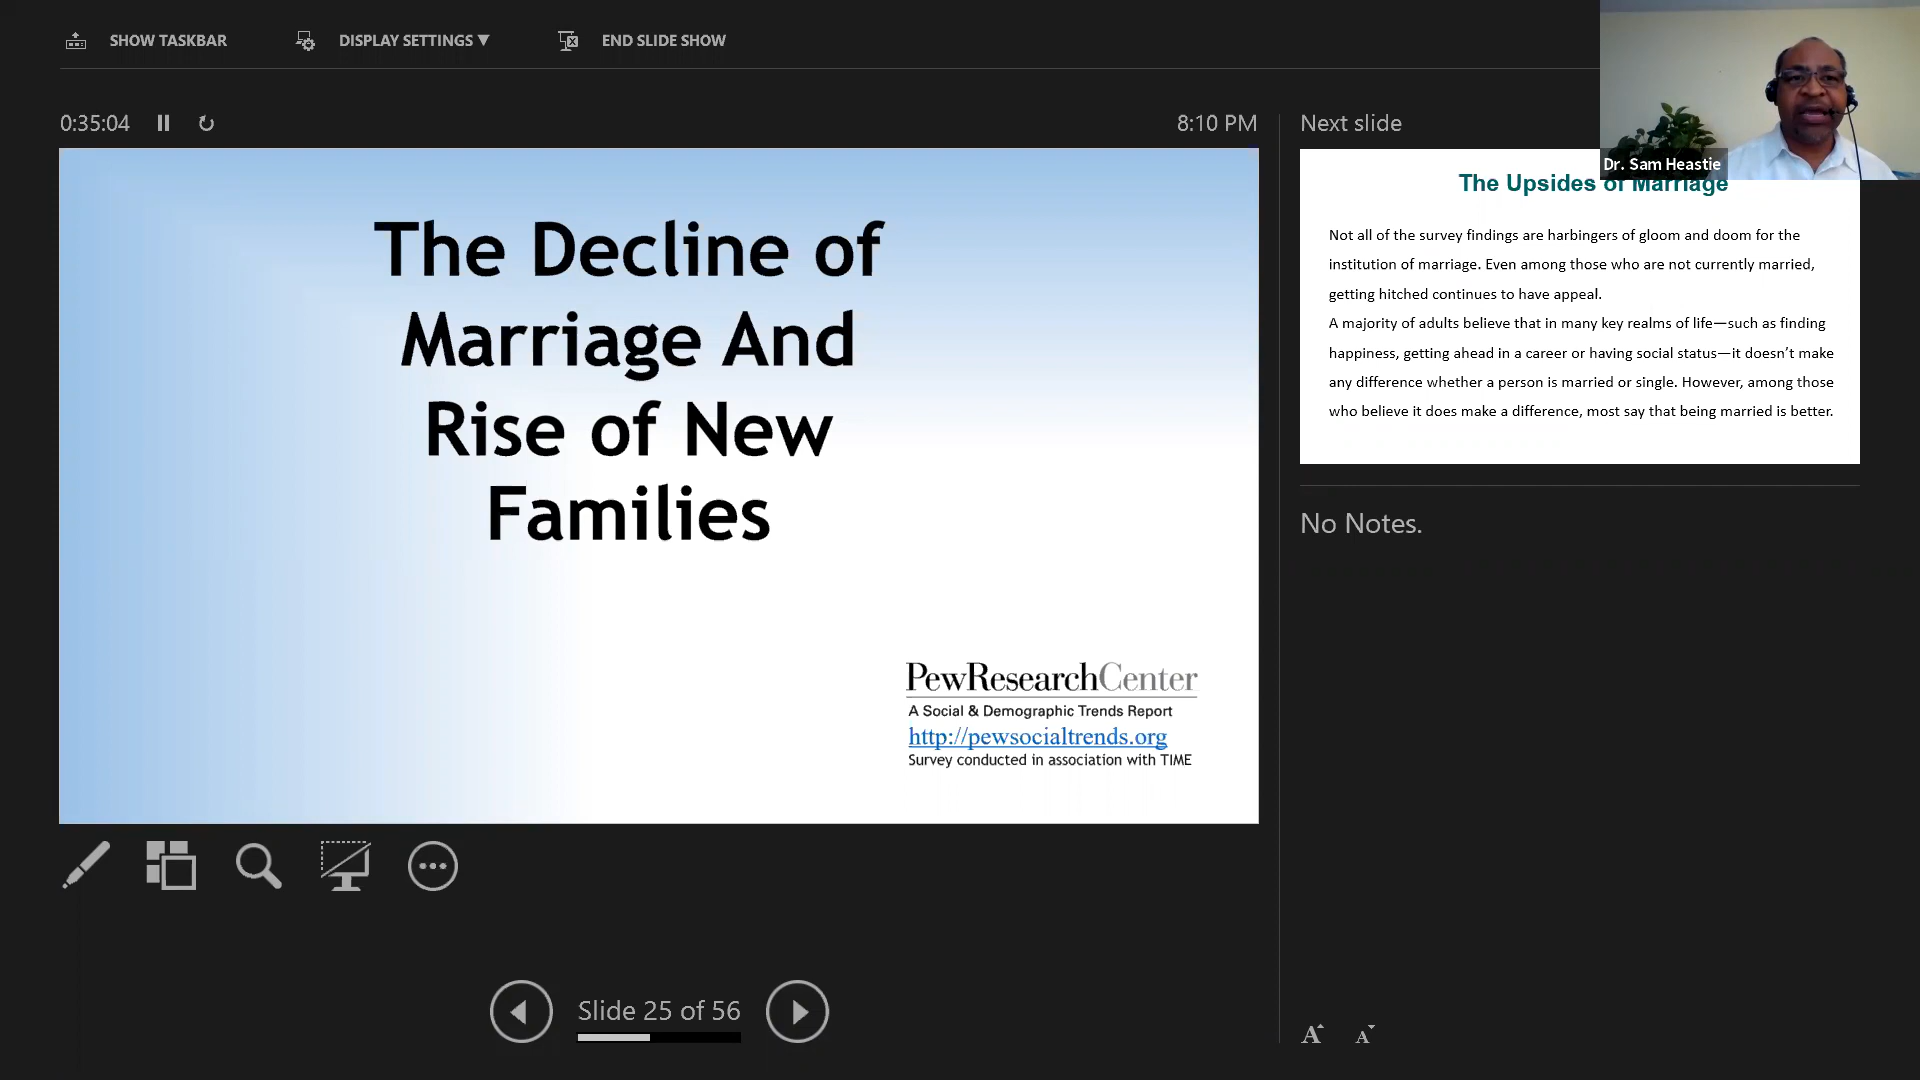 SHOW TASKBAR
DISPLAY SETTINGS ▼
END SLIDE SHOW
0:35:04
8:10 PM
The Decline of
Marriage And
Rise of New
Families
PewResearchCenter
A Social & Demographic Trends Report
http://pewsocialtrends.org
Survey conducted in association with TIME
Slide 25 of 56
Next slide
Dr. Sam Heastie
The Upsides of Marriage
Not all of the survey findings are harbingers of gloom and doom for the
institution of marriage. Even among those who are not currently married,
getting hitched continues to have appeal.
A majority of adults believe that in many key realms of life—such as finding
happiness, getting ahead in a career or having social status—it doesn’t make
any difference whether a person is married or single. However, among those
who believe it does make a difference, most say that being married is better.
No Notes.
A A